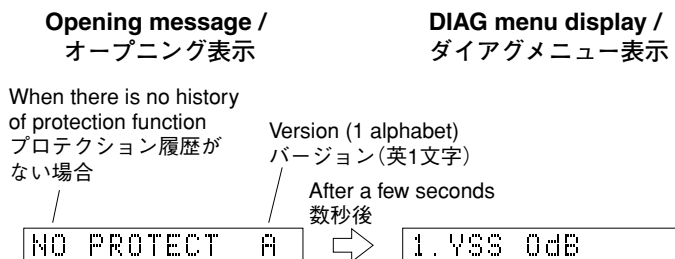 Opening message /
オープニング表示
DIAG menu display /
ダイアグメニュー表示
When there is no history
of protection function
プロテクション履歴が
ない場合
Version (1 alphabet)
バージョン（英1文字）
After a few seconds
数秒後
NO PROTECT A
1.YSS 0dB